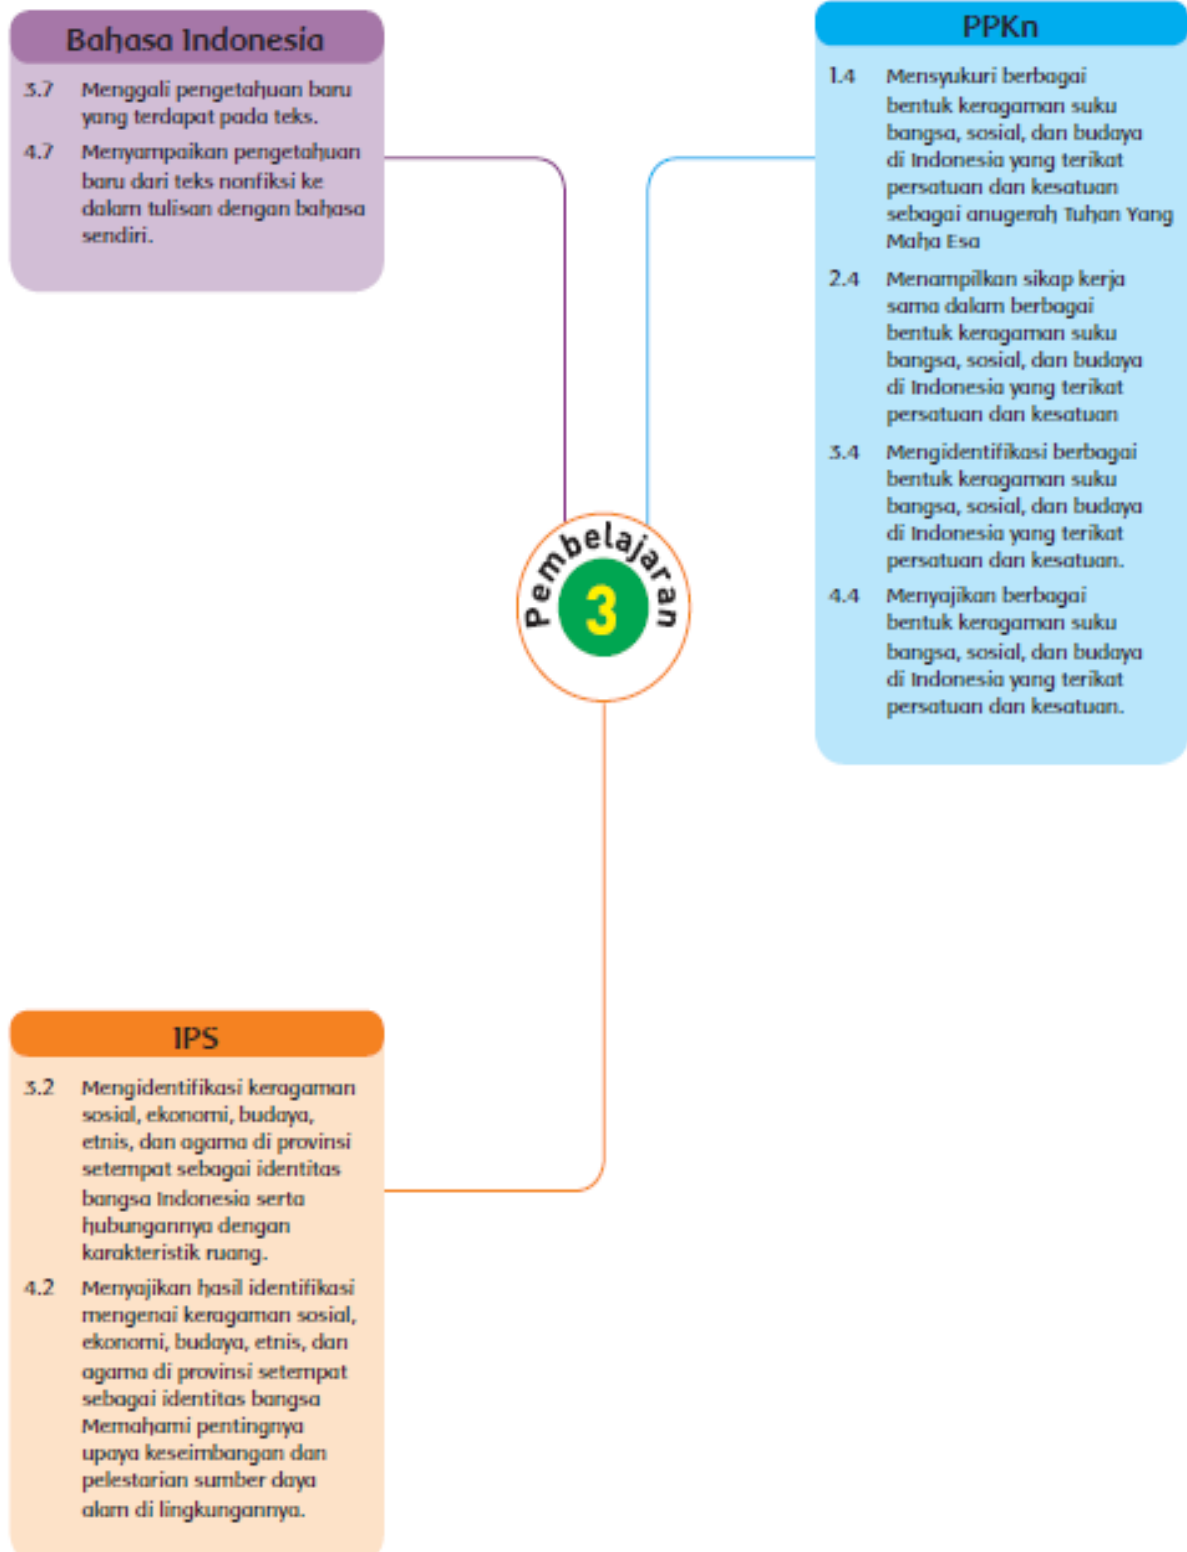 Bahasa Indonesia
3.7 Menggali pengetahuan baru
yang terdapat pada teks.
4.7 Menyampaikan pengetahuan
baru dari teks nonfiksi ke
dalam tulisan dengan bahasa
sendiri.
PPKn
1.4 Mensyukuri berbagai
bentuk keragaman suku
bangsa, sosial, dan budaya
di Indonesia yang terikat
persatuan dan kesatuan
sebagai anugerah Tuhan Yang
Maha Esa
2.4 Menampilkan sikap kerja
sama dalam berbagai
bentuk keragaman suku
bangsa, sosial, dan budaya
di Indonesia yang terikat
persatuan dan kesatuan
3.4 Mengidentifikasi berbagai
bentuk keragaman suku
bangsa, sosial, dan budaya
di Indonesia yang terikat
persatuan dan kesatuan.
4.4 Menyajikan berbagai
bentuk keragaman suku
bangsa, sosial, dan budaya
di Indonesia yang terikat
persatuan dan kesatuan.
Pembelajaran
3
IPS
3.2 Mengidentifikasi keragaman
sosial, ekonomi, budaya,
etnis, dan agama di provinsi
setempat sebagai identitas
bangsa Indonesia serta
hubungannya dengan
karakteristik ruang.
4.2 Menyajikan hasil identifikasi
mengenai keragaman sosial,
ekonomi, budaya, etnis, dan
agama di provinsi setempat
sebagai identitas bangsa
Memahami pentingnya
upaya keseimbangan dan
pelestarian sumber daya
alam di lingkungannya.